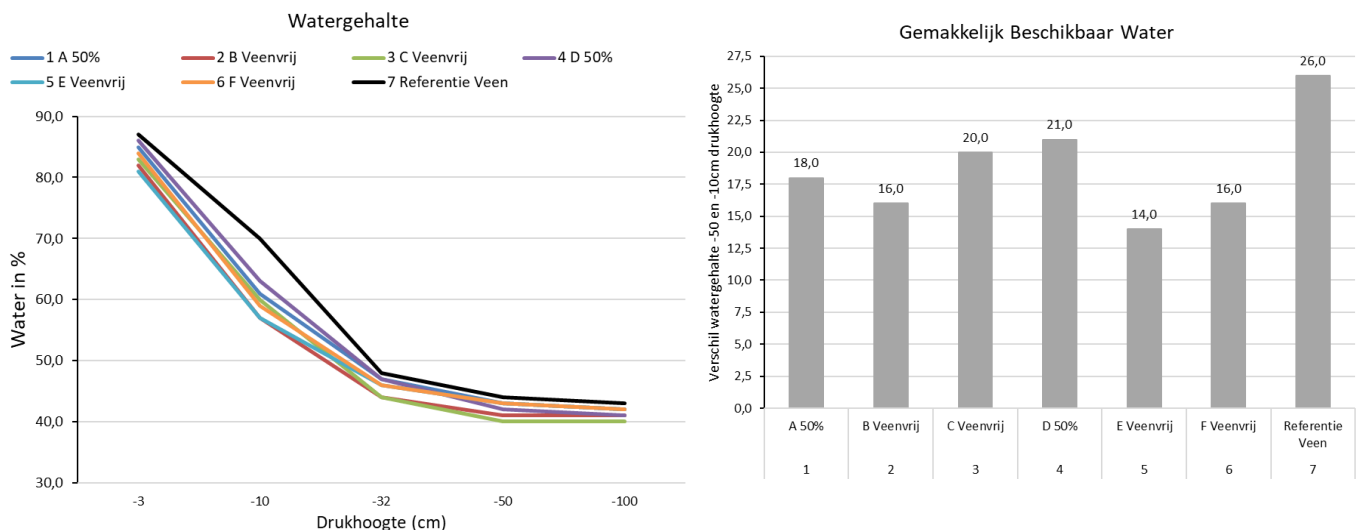 Watergehalte
1 A 50%
2 B Veenvrij
3 C Veenvrij
4 D 50%
5 E Veenvrij
6 F Veenvrij
7 Referentie Veen
Water in %
90,0
80,0
70,0
60,0
50,0
40,0
30,0
-3
-10
-32
-50
-100
Drukhoogte (cm)
Gemakkelijk Beschikbaar Water
Verschil watergehalte -50 en -10cm drukhoogte
27,5
25,0
22,5
20,0
17,5
15,0
12,5
10,0
7,5
5,0
2,5
0,0
18,0
16,0
20,0
21,0
14,0
16,0
26,0
A 50%
B Veenvrij
C Veenvrij
D 50%
E Veenvrij
F Veenvrij
Referentie
Veen
1
2
3
4
5
6
7